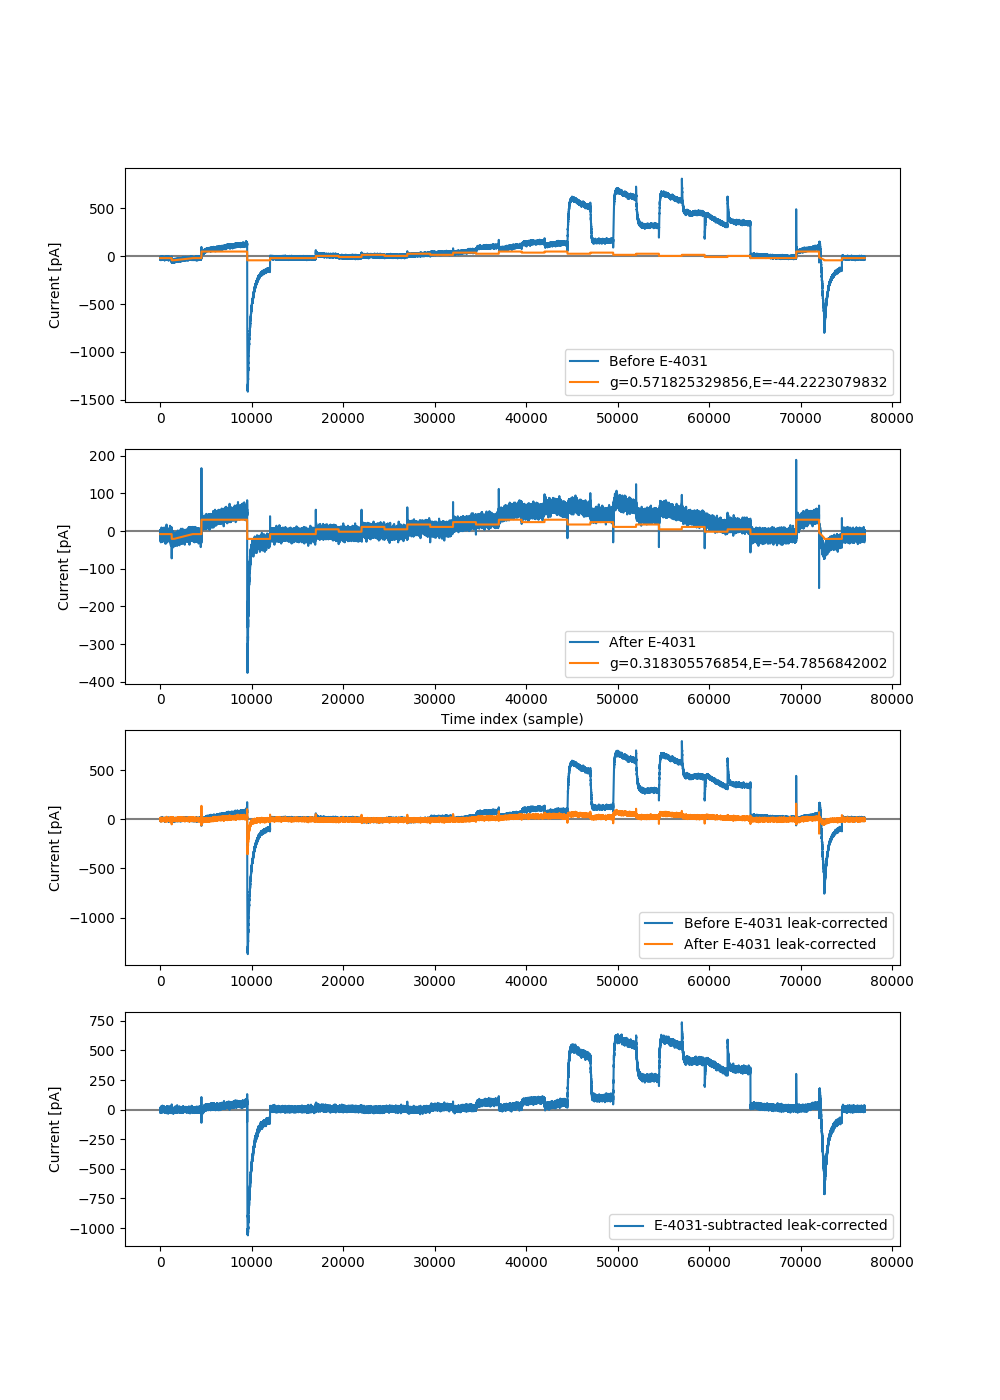 500
0
−500
−1000
−1500
Current [pA]
Before E-4031
g=0.571825329856,E=-44.2223079832
0 10000 20000 30000 40000 50000 60000 70000 80000
200
100
0
−100
−200
−300
−400
Current [pA]
After E-4031
g=0.318305576854,E=-54.7856842002
0 10000 20000 30000 40000 50000 60000 70000 80000
Time index (sample)
500
0
−500
−1000
Current [pA]
Before E-4031 leak-corrected
After E-4031 leak-corrected
0 10000 20000 30000 40000 50000 60000 70000 80000
750
500
250
0
−250
−500
−750
−1000
Current [pA]
E-4031-subtracted leak-corrected
0 10000 20000 30000 40000 50000 60000 70000 80000